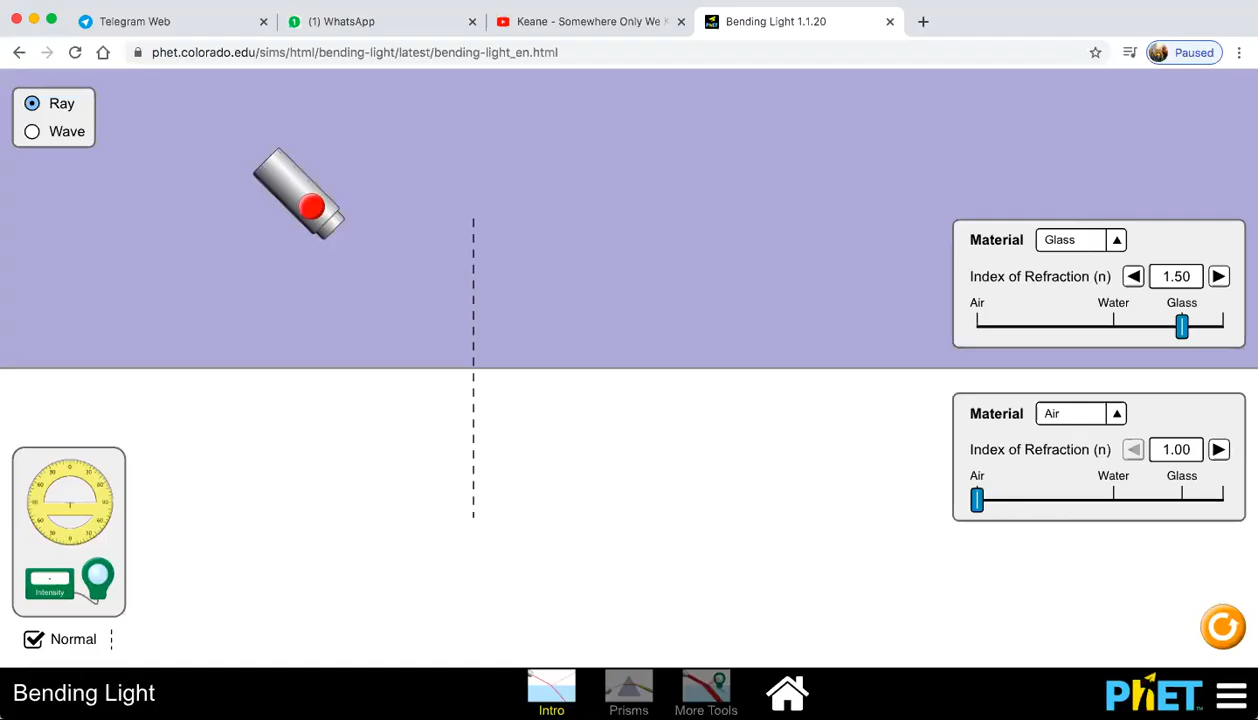 Telegram Web
(1) WhatsApp
Keane - Somewhere Only We
Bending Light 1.1.20
phet.colorado.edu/sims/html/bending-light/latest/bending-light_en.html
Paused
Ray
Wave
Material Glass
Index of Refraction (n) 1.50
Air Water Glass
Material Air
Index of Refraction (n) 1.00
Air Water Glass
Intensity
Normal
Bending Light
Intro
Prisms
More Tools
PhET